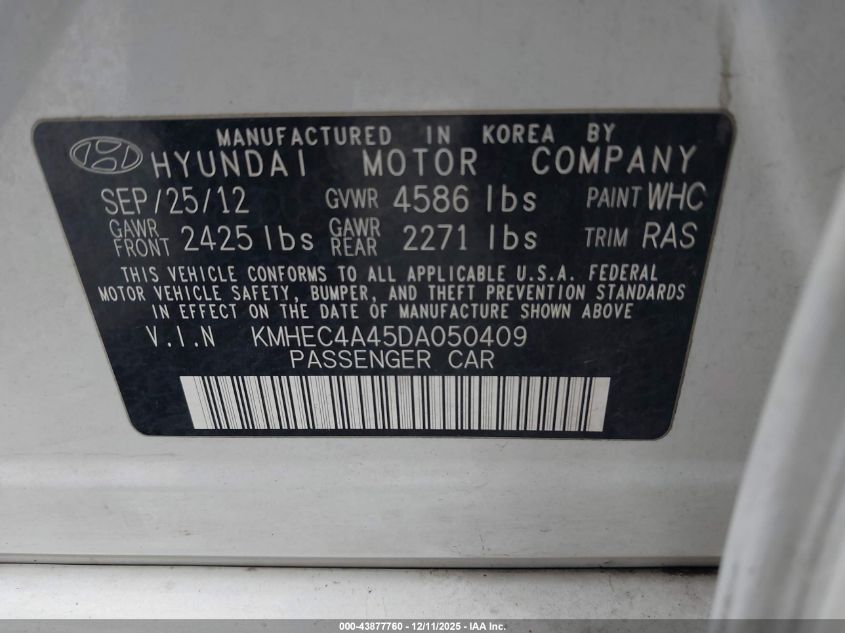 MANUFACTURED IN KOREA BY
HYUNDAI MOTOR COMPANY
SEP/25/12 GVWR 4586 lbs PAINT WHC
GAWR FRONT 2425 lbs GAWR REAR 2271 lbs TRIM RAS
THIS VEHICLE CONFORMS TO ALL APPLICABLE U.S.A. FEDERAL
MOTOR VEHICLE SAFETY, BUMPER, AND THEFT PREVENTION STANDARDS
IN EFFECT ON THE DATE OF MANUFACTURE SHOWN ABOVE
V.I.N KMHEC4A45DA050409
PASSENGER CAR
000-43877760 - 12/11/2025 - IAA Inc.